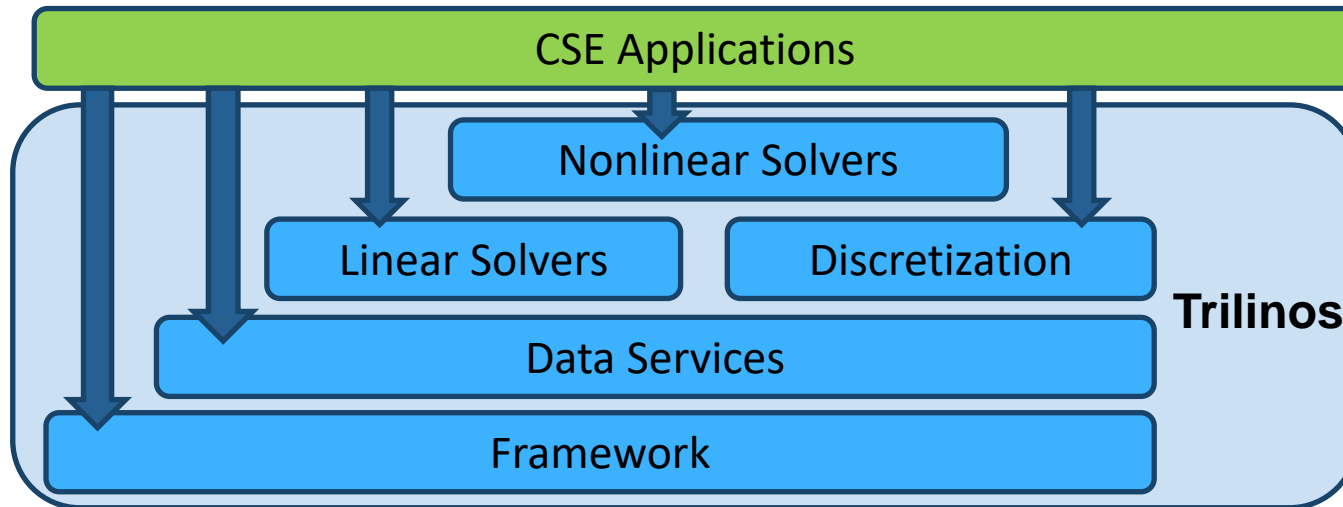 CSE Applications
Nonlinear Solvers
Linear Solvers
Discretization
Trilinos
Data Services
Framework